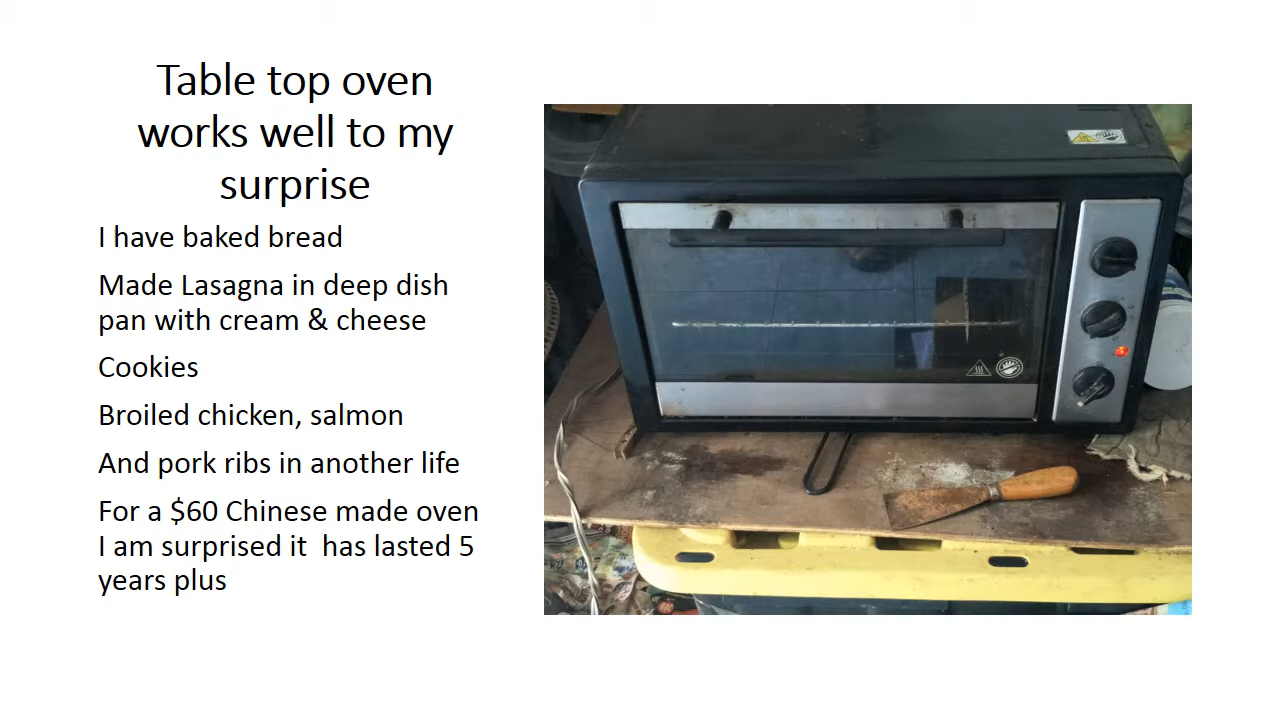 Table top oven
works well to my
surprise
I have baked bread
Made Lasagna in deep dish
pan with cream & cheese
Cookies
Broiled chicken, salmon
And pork ribs in another life
For a $60 Chinese made oven
I am surprised it  has lasted 5
years plus